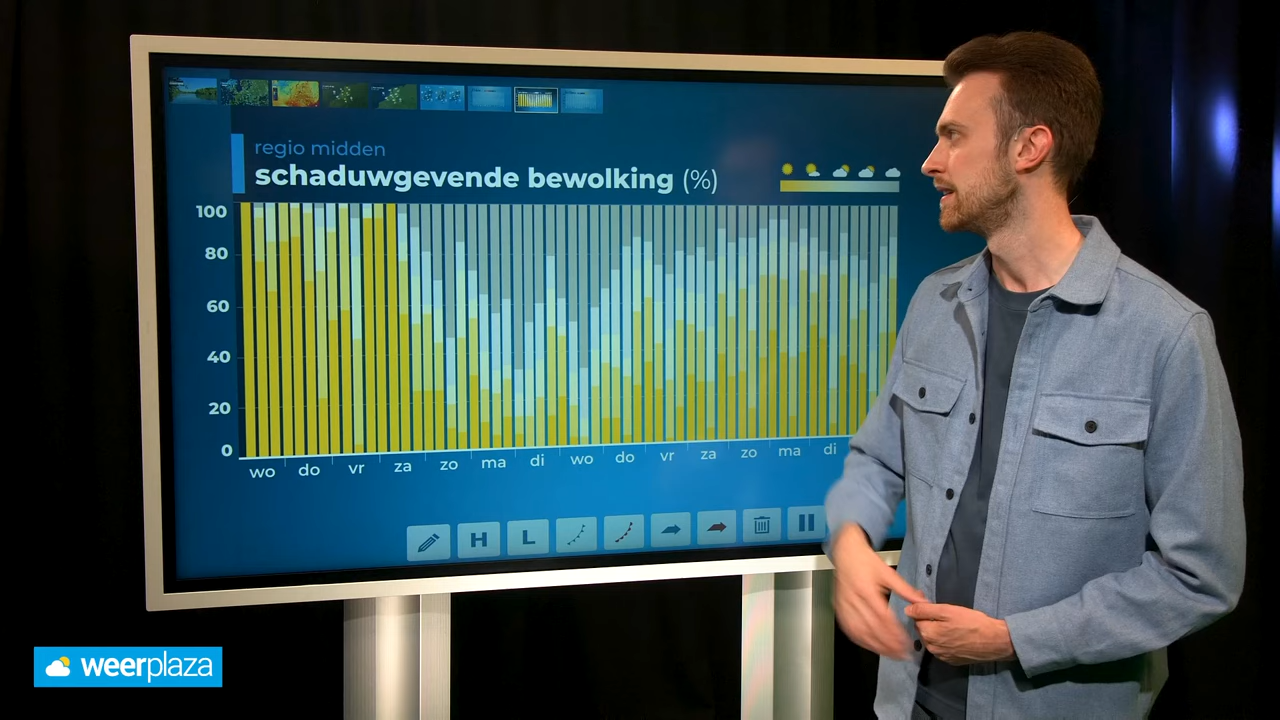 regio midden
schaduwgevende bewolking (%)
100
80
60
40
20
0
wo do vr za zo ma di wo do vr za zo ma di
H L
weerplaza